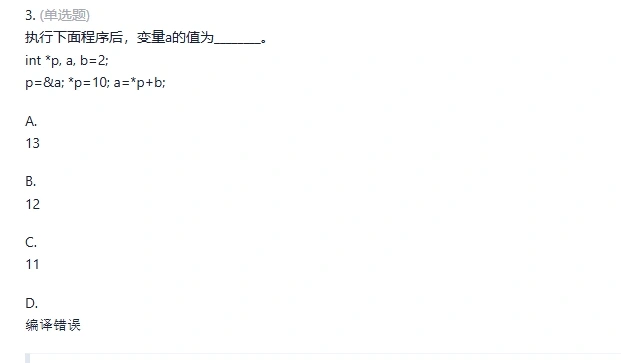 3. (单选题)
执行下面程序后，变量a的值为________。
int *p, a, b=2;
p=&a; *p=10; a=*p+b;
A.
13
B.
12
C.
11
D.
编译错误